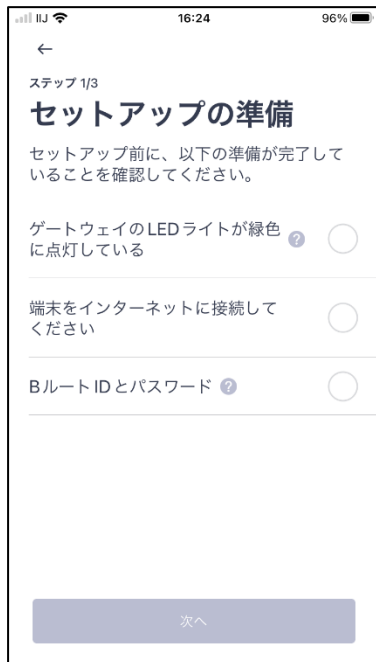 IIJ 16:24 96%
ステップ 1/3
セットアップの準備
セットアップ前に、以下の準備が完了して
いることを確認してください。
ゲートウェイのLEDライトが緑色
に点灯している ?
端末をインターネットに接続して
ください
BルートIDとパスワード ?
次へ